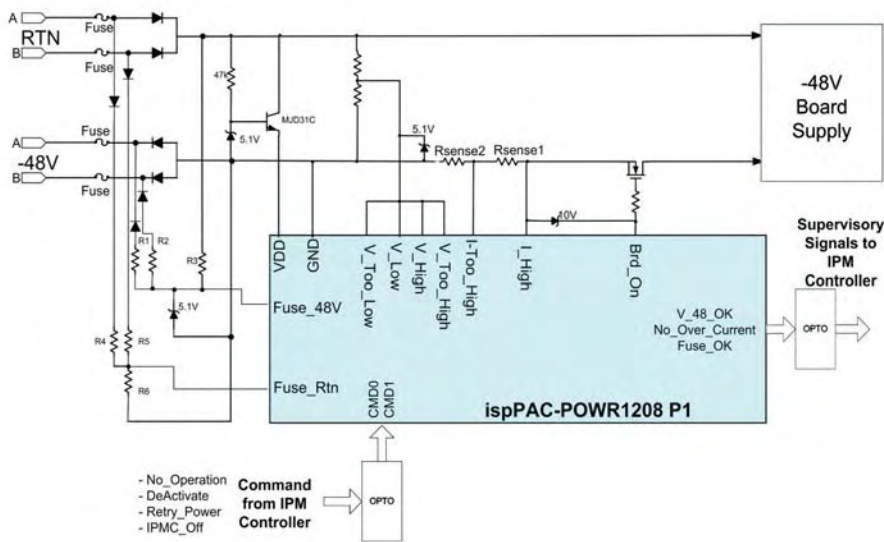 A
Fuse
RTN
B
Fuse
47k
MJD31C
5.1V
A
Fuse
-48V
B
Fuse
5.1V
Rsense2
Rsense1
10V
-48V
Board
Supply
R1
R2
R3
5.1V
R4
R5
R6
VDD
GND
V_Too_Low
V_Low
V_High
V_Too_High
I-Too_High
I_High
Brd_On
Fuse_48V
Fuse_Rtn
CMD0
CMD1
V_48_OK
No_Over_Current
Fuse_OK
ispPAC-POWR1208 P1
Supervisory
Signals to
IPM
Controller
OPTO
- No_Operation
- DeActivate
- Retry_Power
- IPMC_Off
Command
from IPM
Controller
OPTO